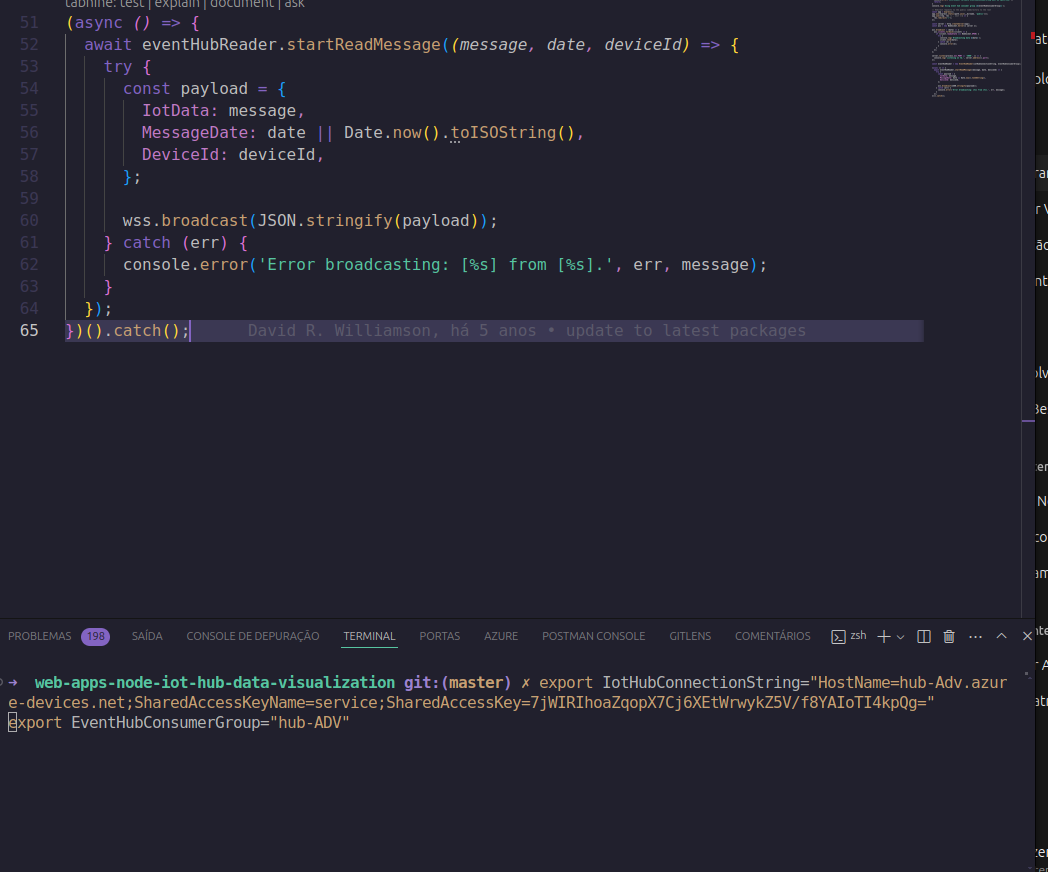 tabnine: test | explain | document | ask
51 (async () => {
52 await eventHubReader.startReadMessage((message, date, deviceId) => {
53 try {
54 const payload = {
55 IotData: message,
56 MessageDate: date || Date.now().toISOString(),
57 DeviceId: deviceId,
58 };
59
60 wss.broadcast(JSON.stringify(payload));
61 } catch (err) {
62 console.error('Error broadcasting: [%s] from [%s].', err, message);
63 }
64 });
65 })().catch(); David R. Williamson, há 5 anos • update to latest packages
PROBLEMAS 198 SAÍDA CONSOLE DE DEPURAÇÃO TERMINAL PORTAS AZURE POSTMAN CONSOLE GITLENS COMENTÁRIOS zsh
➜ web-apps-node-iot-hub-data-visualization git:(master) ✗ export IotHubConnectionString="HostName=hub-Adv.azur
e-devices.net;SharedAccessKeyName=service;SharedAccessKey=7jWIRIhoaZqopX7Cj6XEtWrwykZ5V/f8YAIoTI4kpQg="
export EventHubConsumerGroup="hub-ADV"